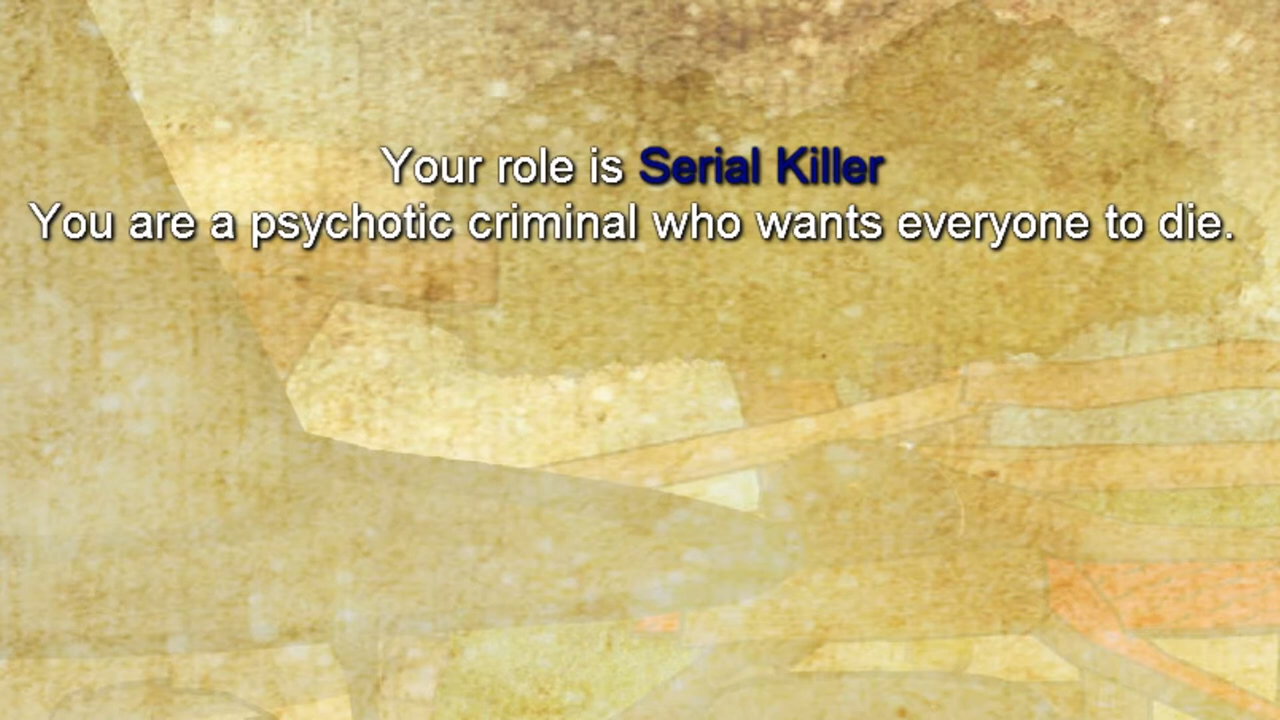 Your role is Serial Killer
You are a psychotic criminal who wants everyone to die.